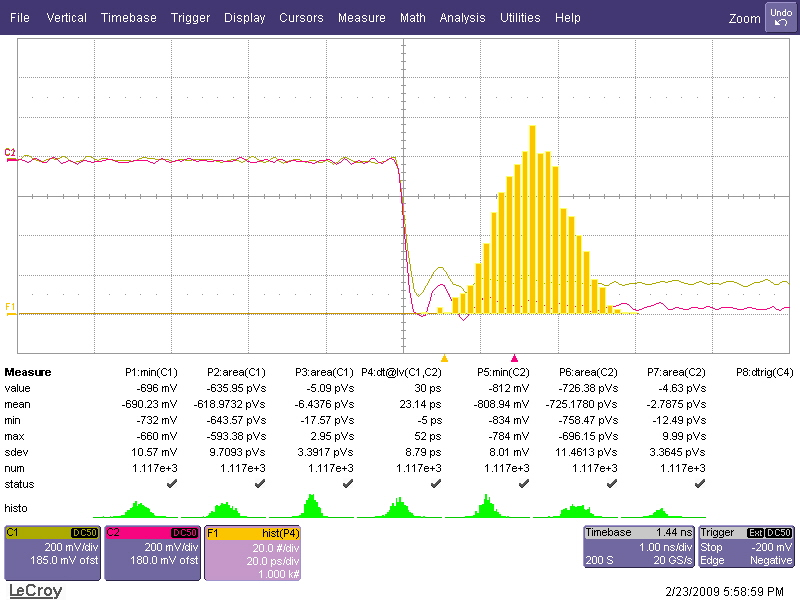 File Vertical Timebase Trigger Display Cursors Measure Math Analysis Utilities Help Zoom Undo
C2
F1
Measure P1:min(C1) P2:area(C1) P3:area(C1) P4:dt@lv(C1,C2) P5:min(C2) P6:area(C2) P7:area(C2) P8:dtrig(C4)
value -696 mV -635.95 pVs -5.09 pVs 30 ps -812 mV -726.38 pVs -4.63 pVs
mean -690.23 mV -618.9732 pVs -6.4376 pVs 23.14 ps -808.94 mV -725.1780 pVs -2.7875 pVs
min -732 mV -643.57 pVs -17.57 pVs -5 ps -834 mV -758.47 pVs -12.49 pVs
max -660 mV -593.38 pVs 2.95 pVs 52 ps -784 mV -696.15 pVs 9.99 pVs
sdev 10.57 mV 9.7093 pVs 3.3917 pVs 8.79 ps 8.01 mV 11.4613 pVs 3.3645 pVs
num 1.117e+3 1.117e+3 1.117e+3 1.117e+3 1.117e+3 1.117e+3 1.117e+3
status
histo
C1 DC50 C2 DC50 F1 hist(P4) Timebase 1.44 ns Trigger Ext DC50
200 mV/div 200 mV/div 20.0 #/div 1.00 ns/div Stop -200 mV
185.0 mV ofst 180.0 mV ofst 20.0 ps/div 200 S 20 GS/s Edge Negative
1.000 k#
LeCroy 2/23/2009 5:58:59 PM